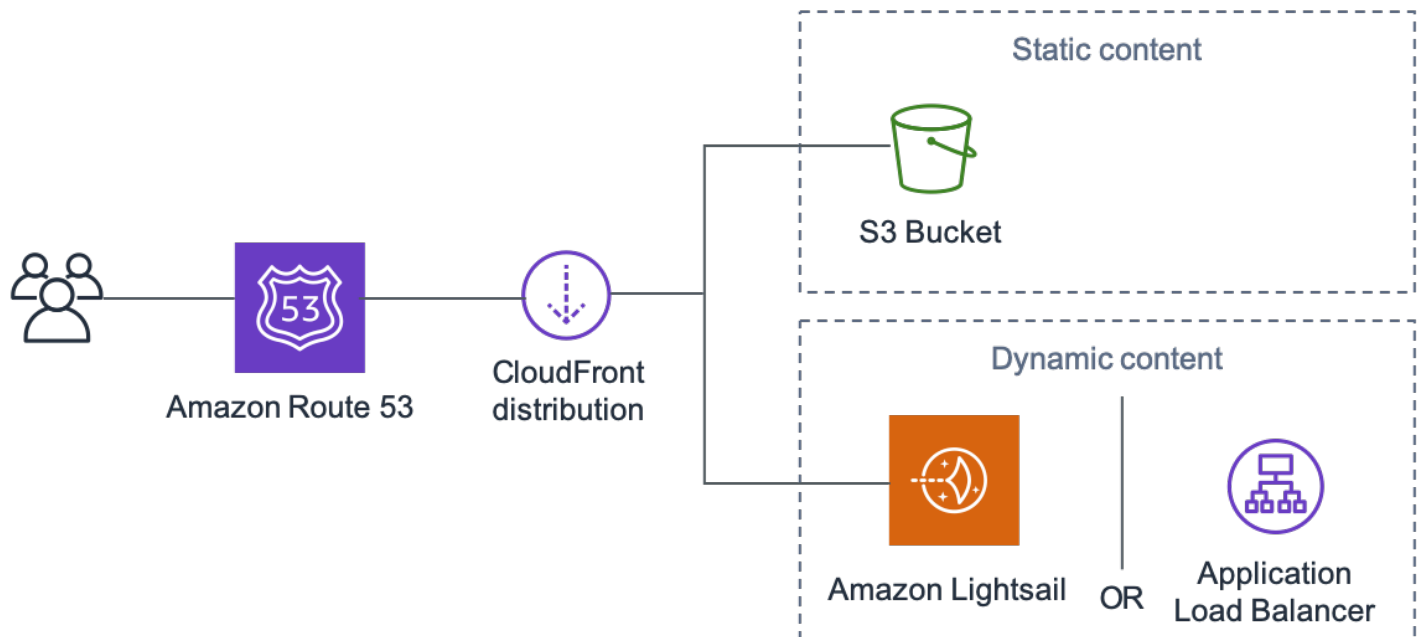 Static content
S3 Bucket
53
Amazon Route 53
CloudFront
distribution
Dynamic content
Amazon Lightsail
OR
Application
Load Balancer